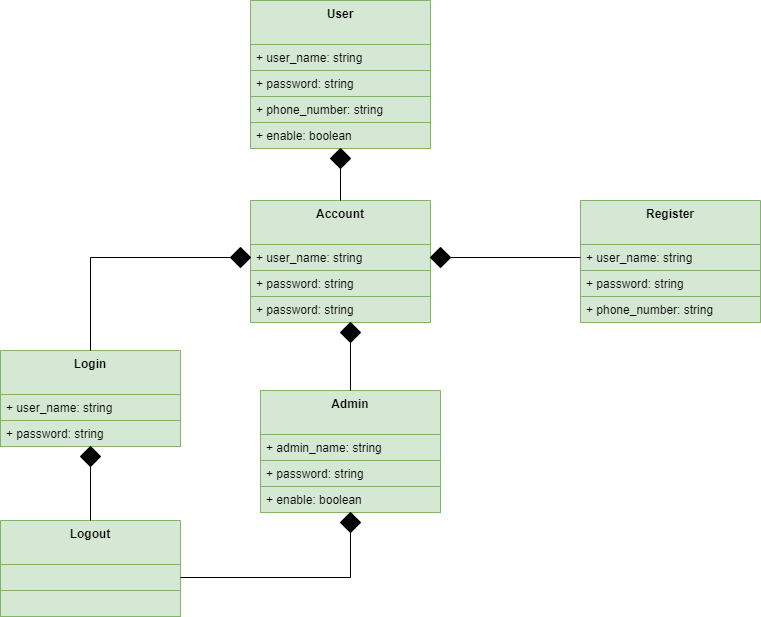 User
+ user_name: string
+ password: string
+ phone_number: string
+ enable: boolean
Account
+ user_name: string
+ password: string
+ password: string
Register
+ user_name: string
+ password: string
+ phone_number: string
Login
+ user_name: string
+ password: string
Admin
+ admin_name: string
+ password: string
+ enable: boolean
Logout